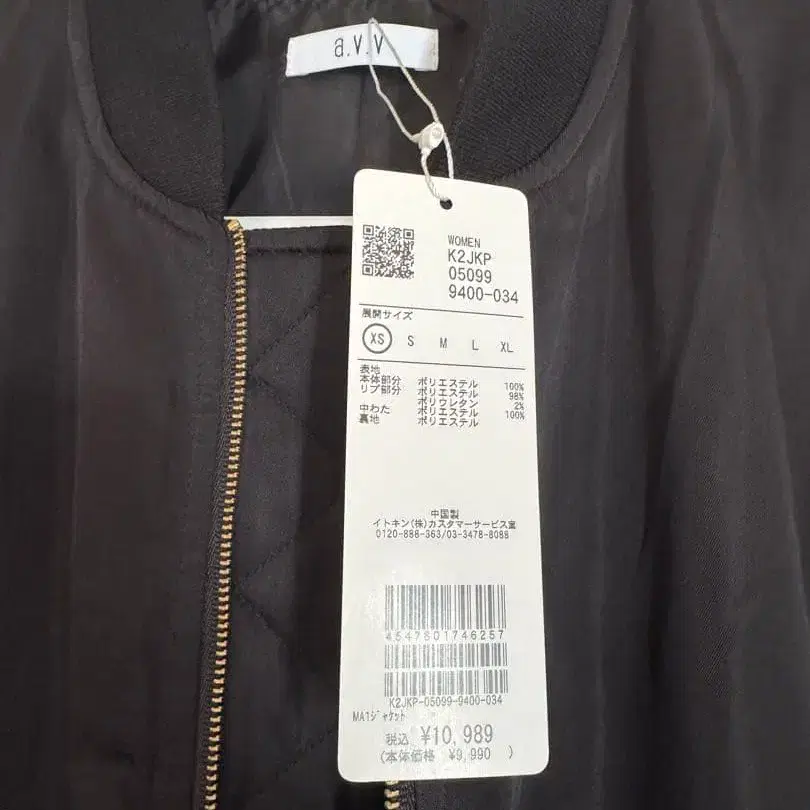 a.v.v
WOMEN
K2JKP
05099
9400-034
展開サイズ
XS S M L XL
表地
本体部分 ポリエステル 100%
リブ部分 ポリエステル 98%
ポリウレタン 2%
中わた ポリエステル 100%
裏地 ポリエステル
中国製
イトキン(株)カスタマーサービス室
0120-886-363/03-3478-8088
4547801746257
K2JKP-05099-9400-034
MA1ジャケット
税込 ¥10,989
(本体価格 ¥9,990 )